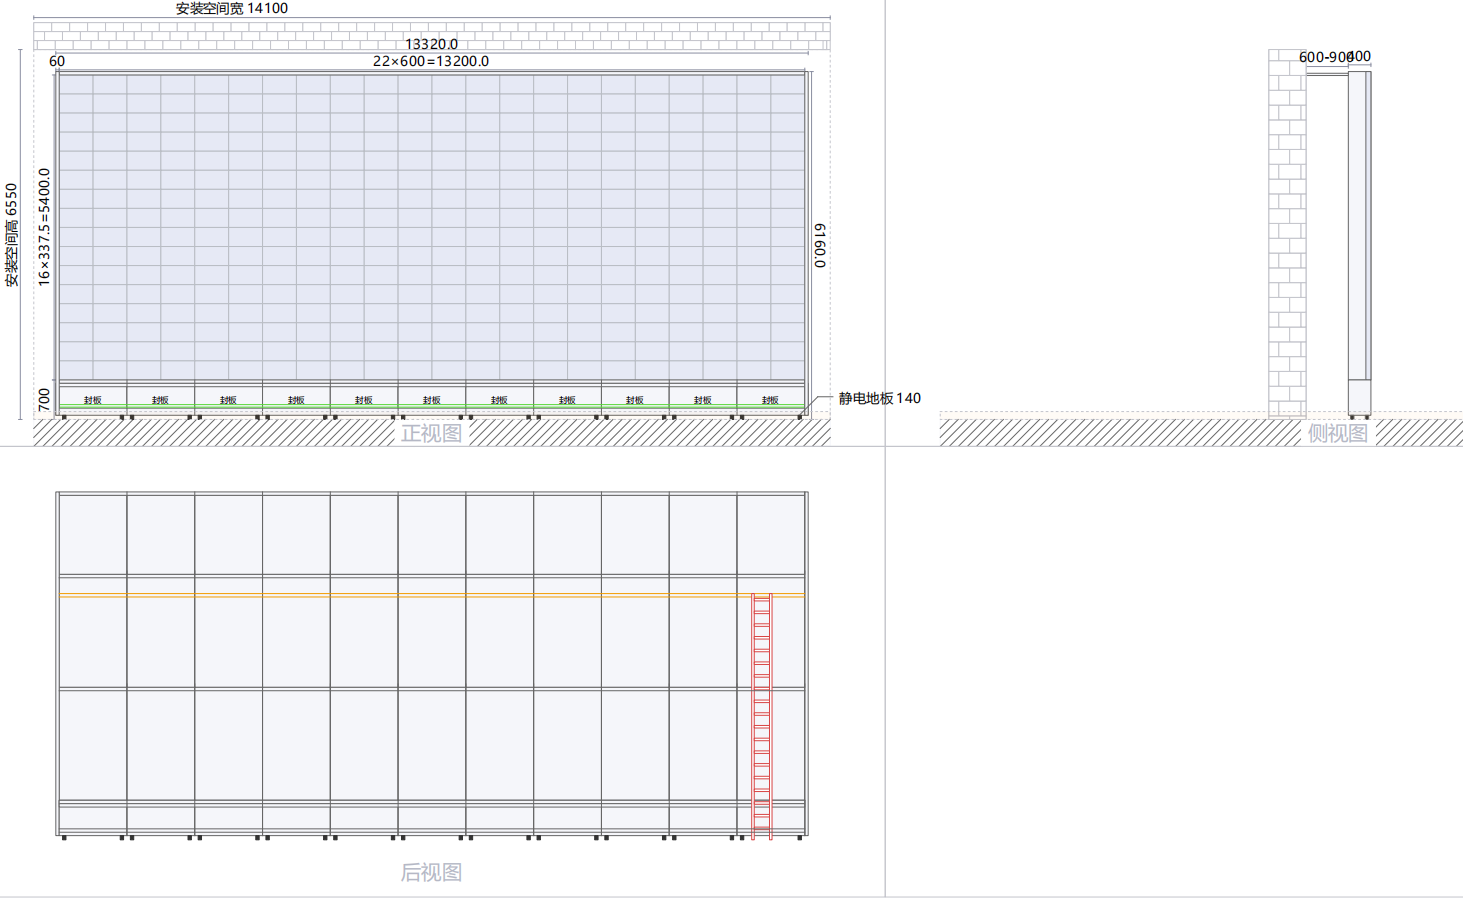 安装空间宽 14100
13320.0
60
22×600=13200.0
600-900
400
安装空间高 6550
16×337.5=5400.0
6160.0
700
封板 封板 封板 封板 封板 封板 封板 封板 封板 封板 封板
静电地板 140
正视图
侧视图
后视图